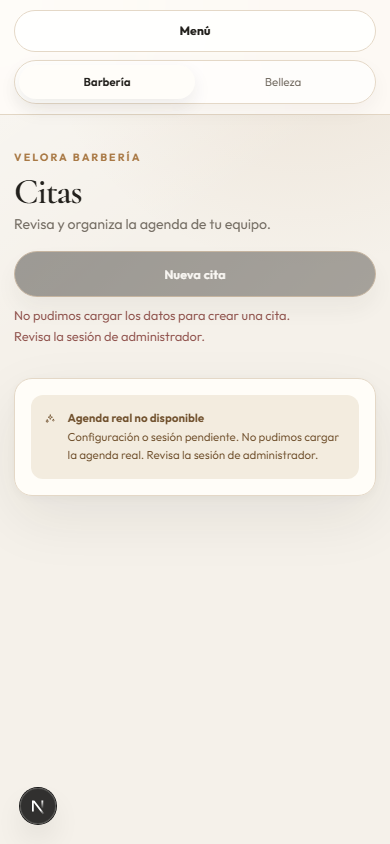 Menú
Barbería
Belleza
VELORA BARBERÍA
Citas
Revisa y organiza la agenda de tu equipo.
Nueva cita
No pudimos cargar los datos para crear una cita.
Revisa la sesión de administrador.
Agenda real no disponible
Configuración o sesión pendiente. No pudimos cargar
la agenda real. Revisa la sesión de administrador.
N